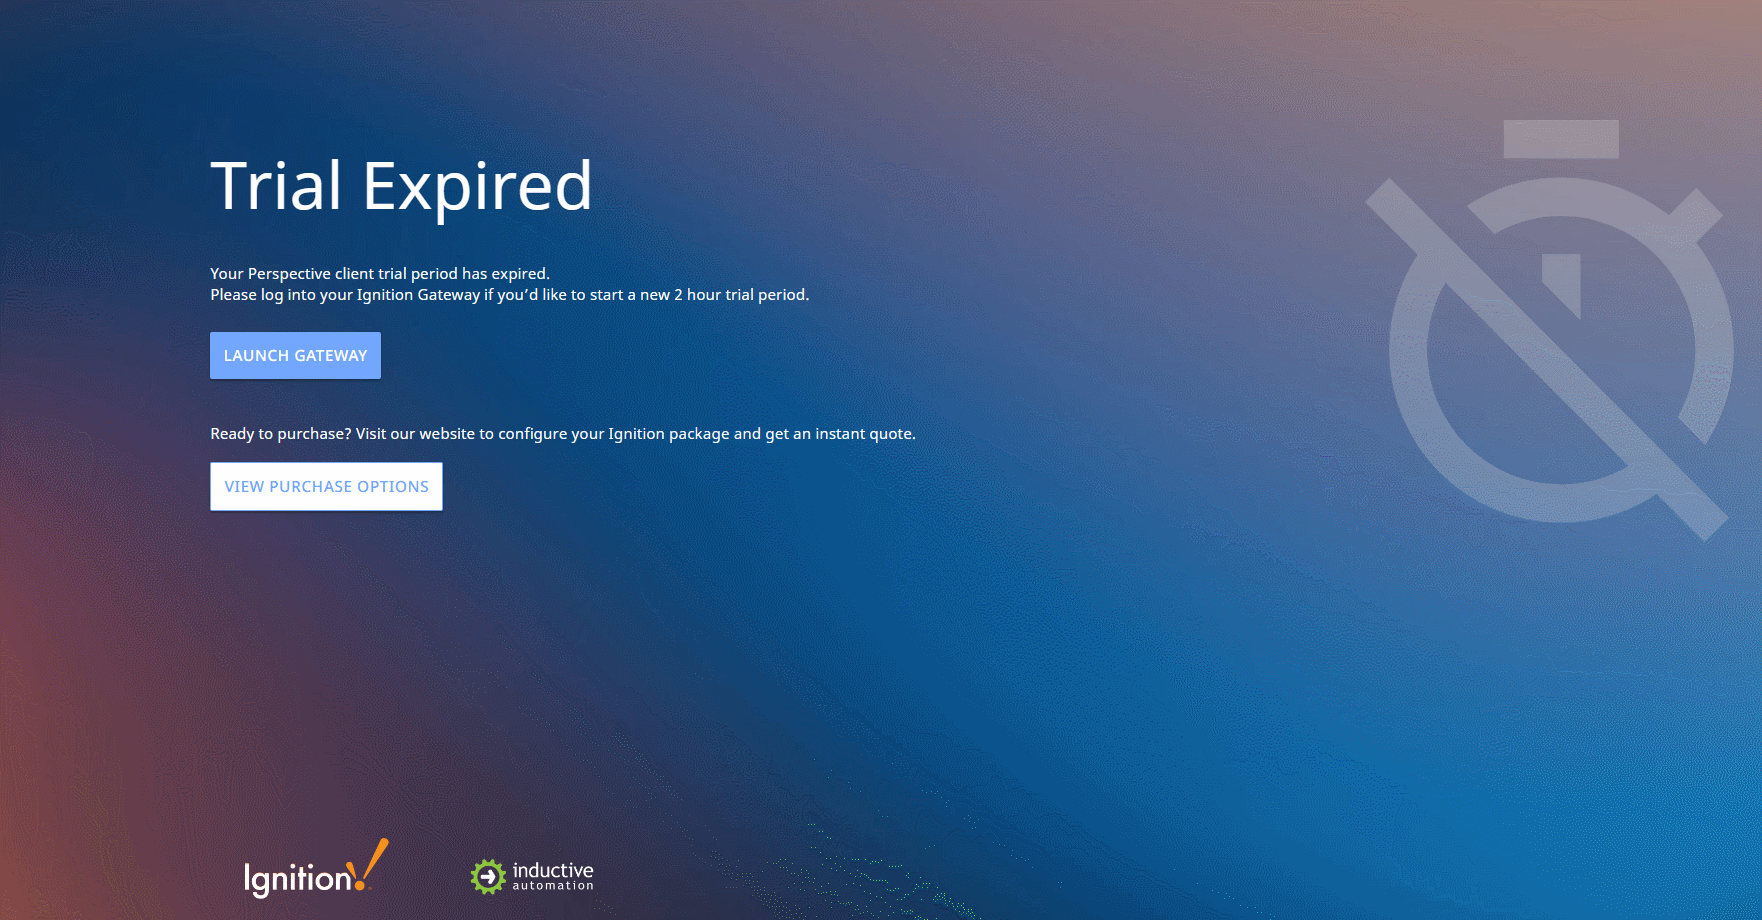 Trial Expired
Your Perspective client trial period has expired.
Please log into your Ignition Gateway if you’d like to start a new 2 hour trial period.
LAUNCH GATEWAY
Ready to purchase? Visit our website to configure your Ignition package and get an instant quote.
VIEW PURCHASE OPTIONS
Ignition!
inductive
automation